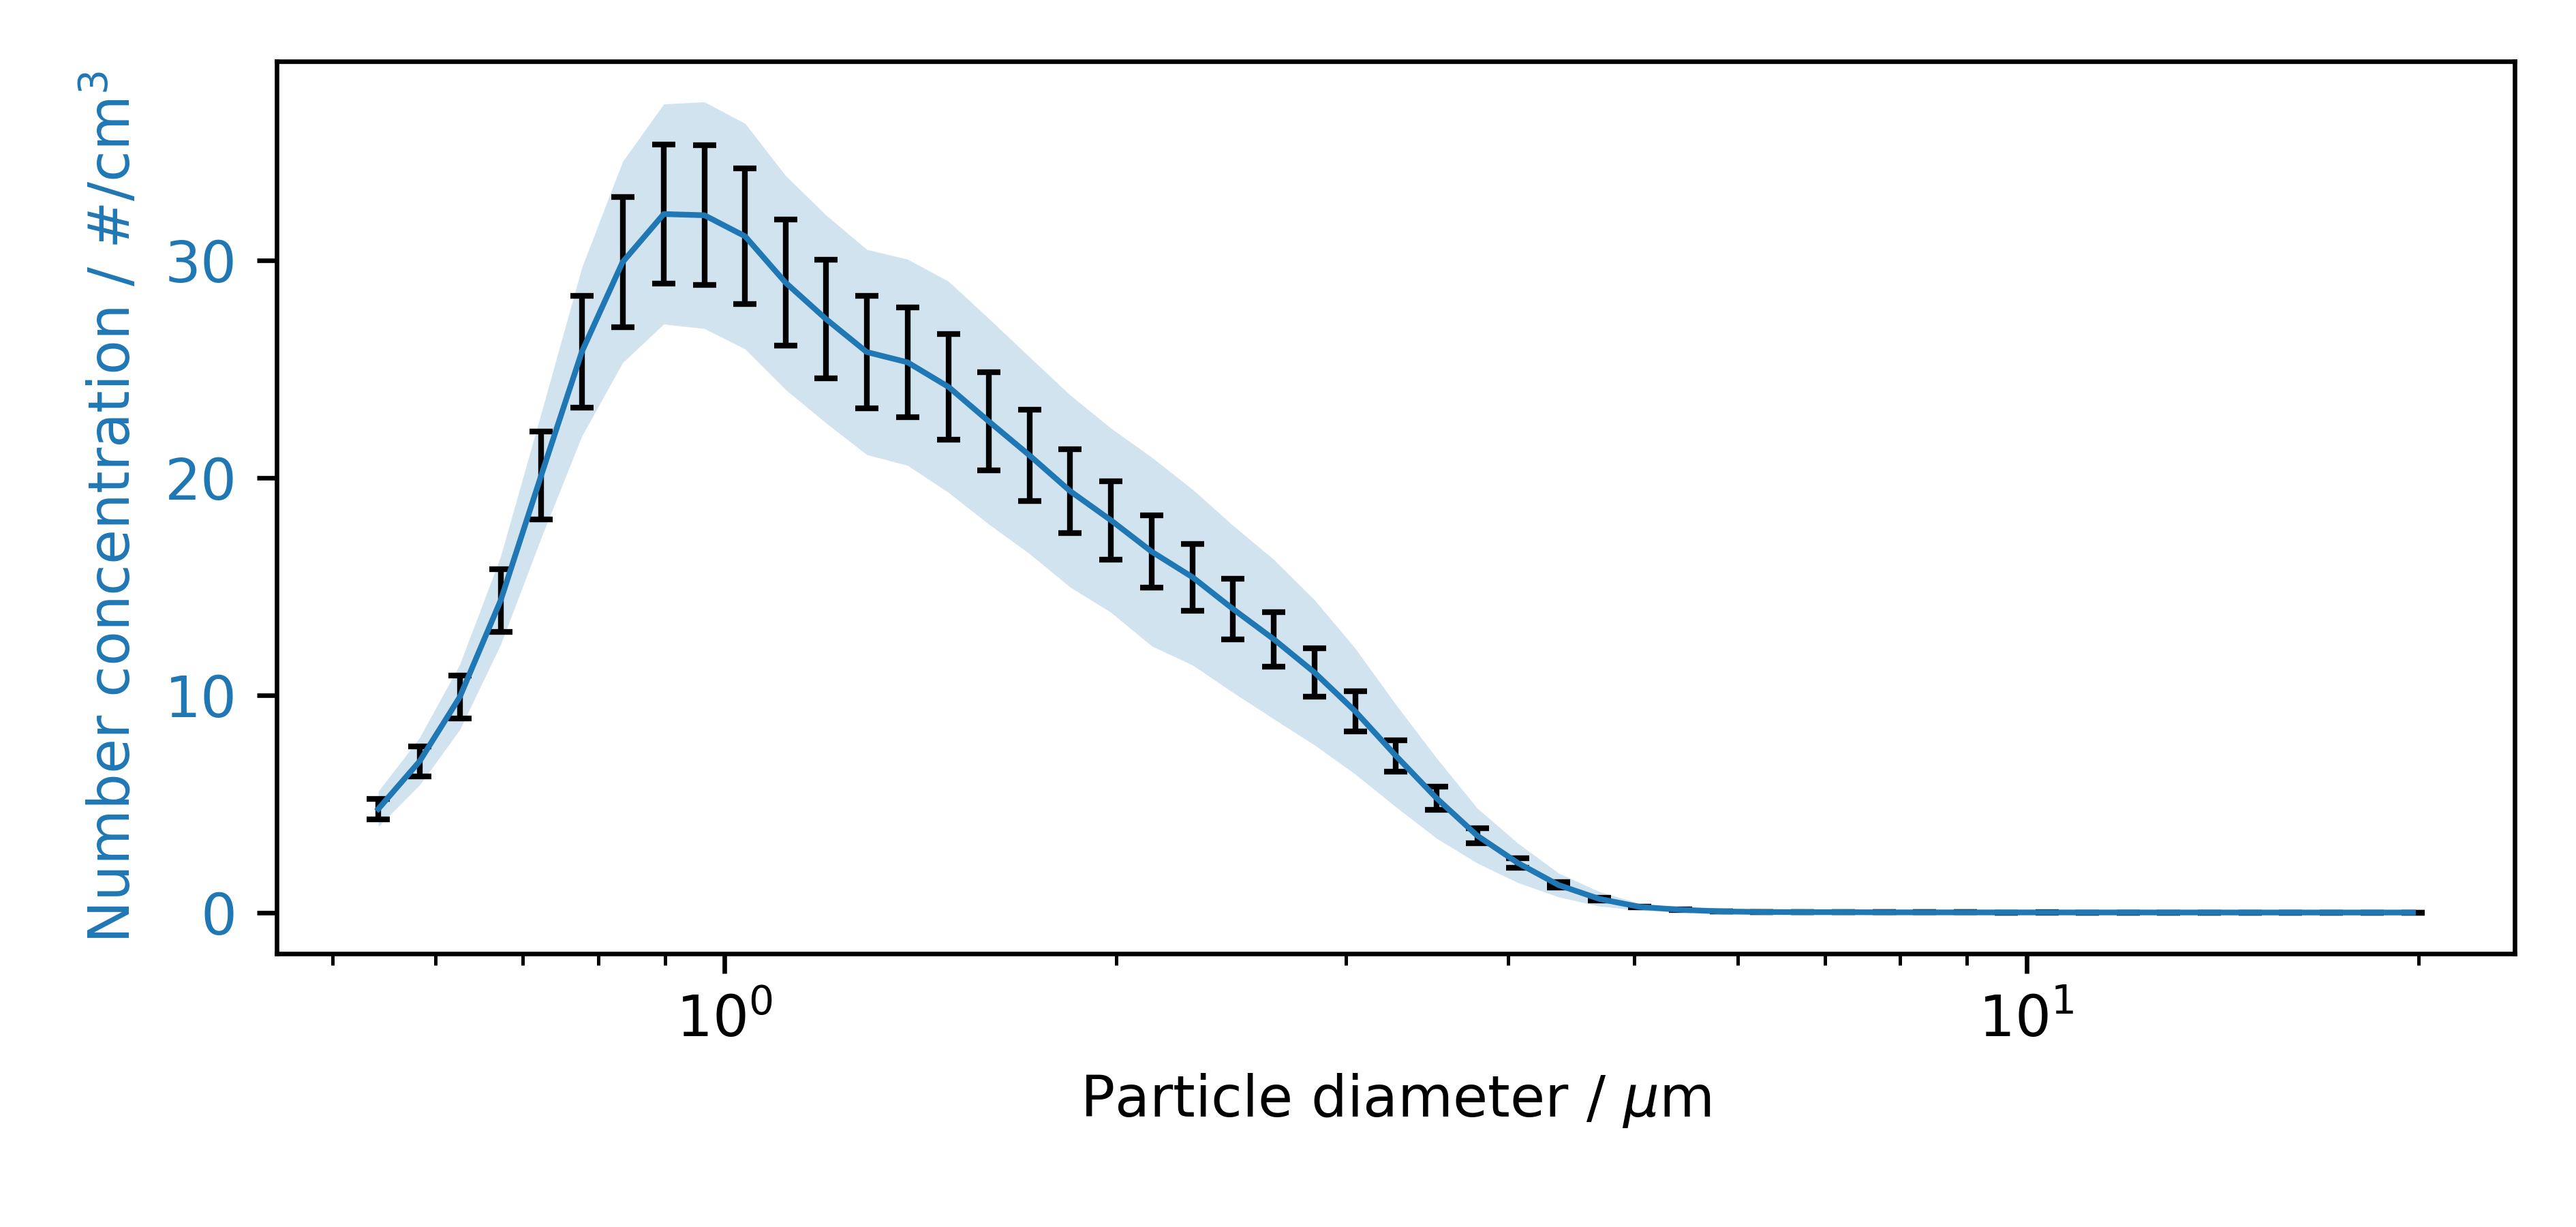 Number concentration / #/cm³
30
20
10
0
10⁰ 10¹
Particle diameter / μm